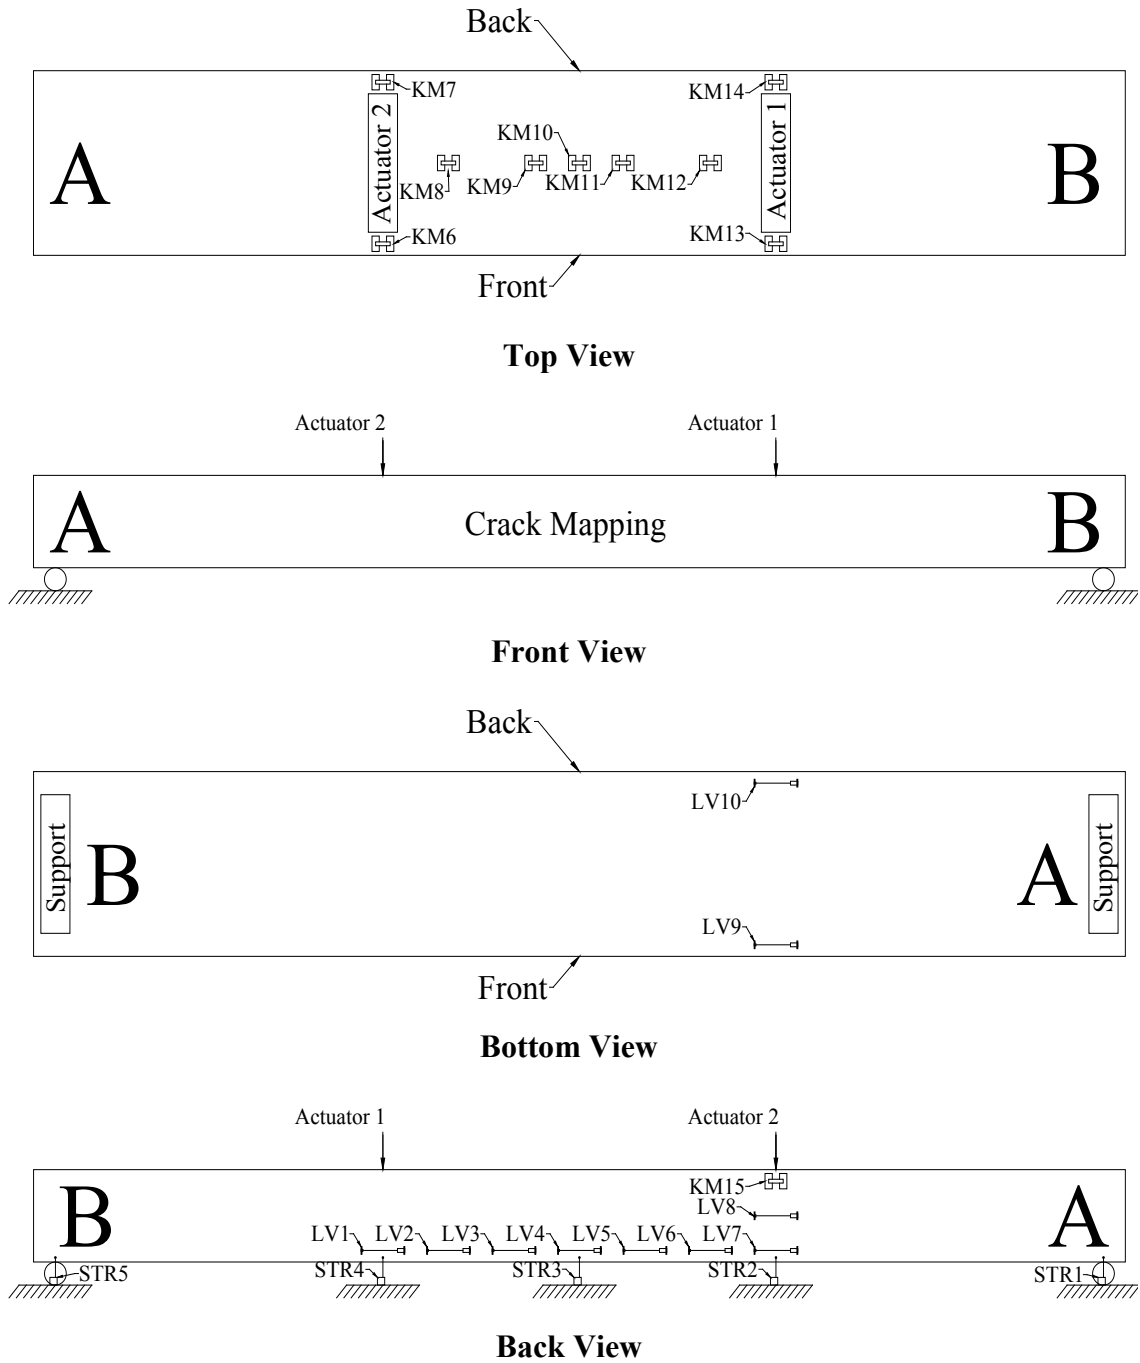 Back
KM7
KM14
Actuator 2
Actuator 1
KM10
A
KM8
KM9
KM11
KM12
B
KM6
KM13
Front
Top View
Actuator 2
Actuator 1
A
Crack Mapping
B
Front View
Back
LV10
Support
B
A
Support
LV9
Front
Bottom View
Actuator 1
Actuator 2
B
KM15
A
LV8
LV1
LV2
LV3
LV4
LV5
LV6
LV7
STR5
STR4
STR3
STR2
STR1
Back View